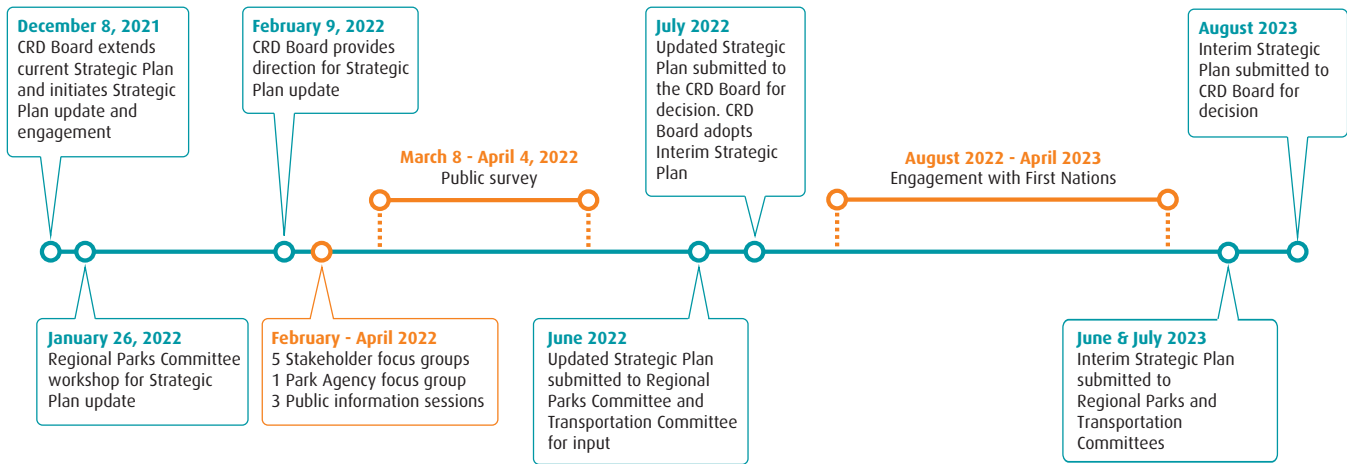 December 8, 2021
CRD Board extends
current Strategic Plan
and initiates Strategic
Plan update and
engagement
February 9, 2022
CRD Board provides
direction for Strategic
Plan update
March 8 - April 4, 2022
Public survey
July 2022
Updated Strategic
Plan submitted to
the CRD Board for
decision. CRD
Board adopts
Interim Strategic
Plan
August 2022 - April 2023
Engagement with First Nations
August 2023
Interim Strategic
Plan submitted to
CRD Board for
decision
January 26, 2022
Regional Parks Committee
workshop for Strategic
Plan update
February - April 2022
5 Stakeholder focus groups
1 Park Agency focus group
3 Public information sessions
June 2022
Updated Strategic Plan
submitted to Regional
Parks Committee and
Transportation Committee
for input
June & July 2023
Interim Strategic Plan
submitted to
Regional Parks and
Transportation
Committees